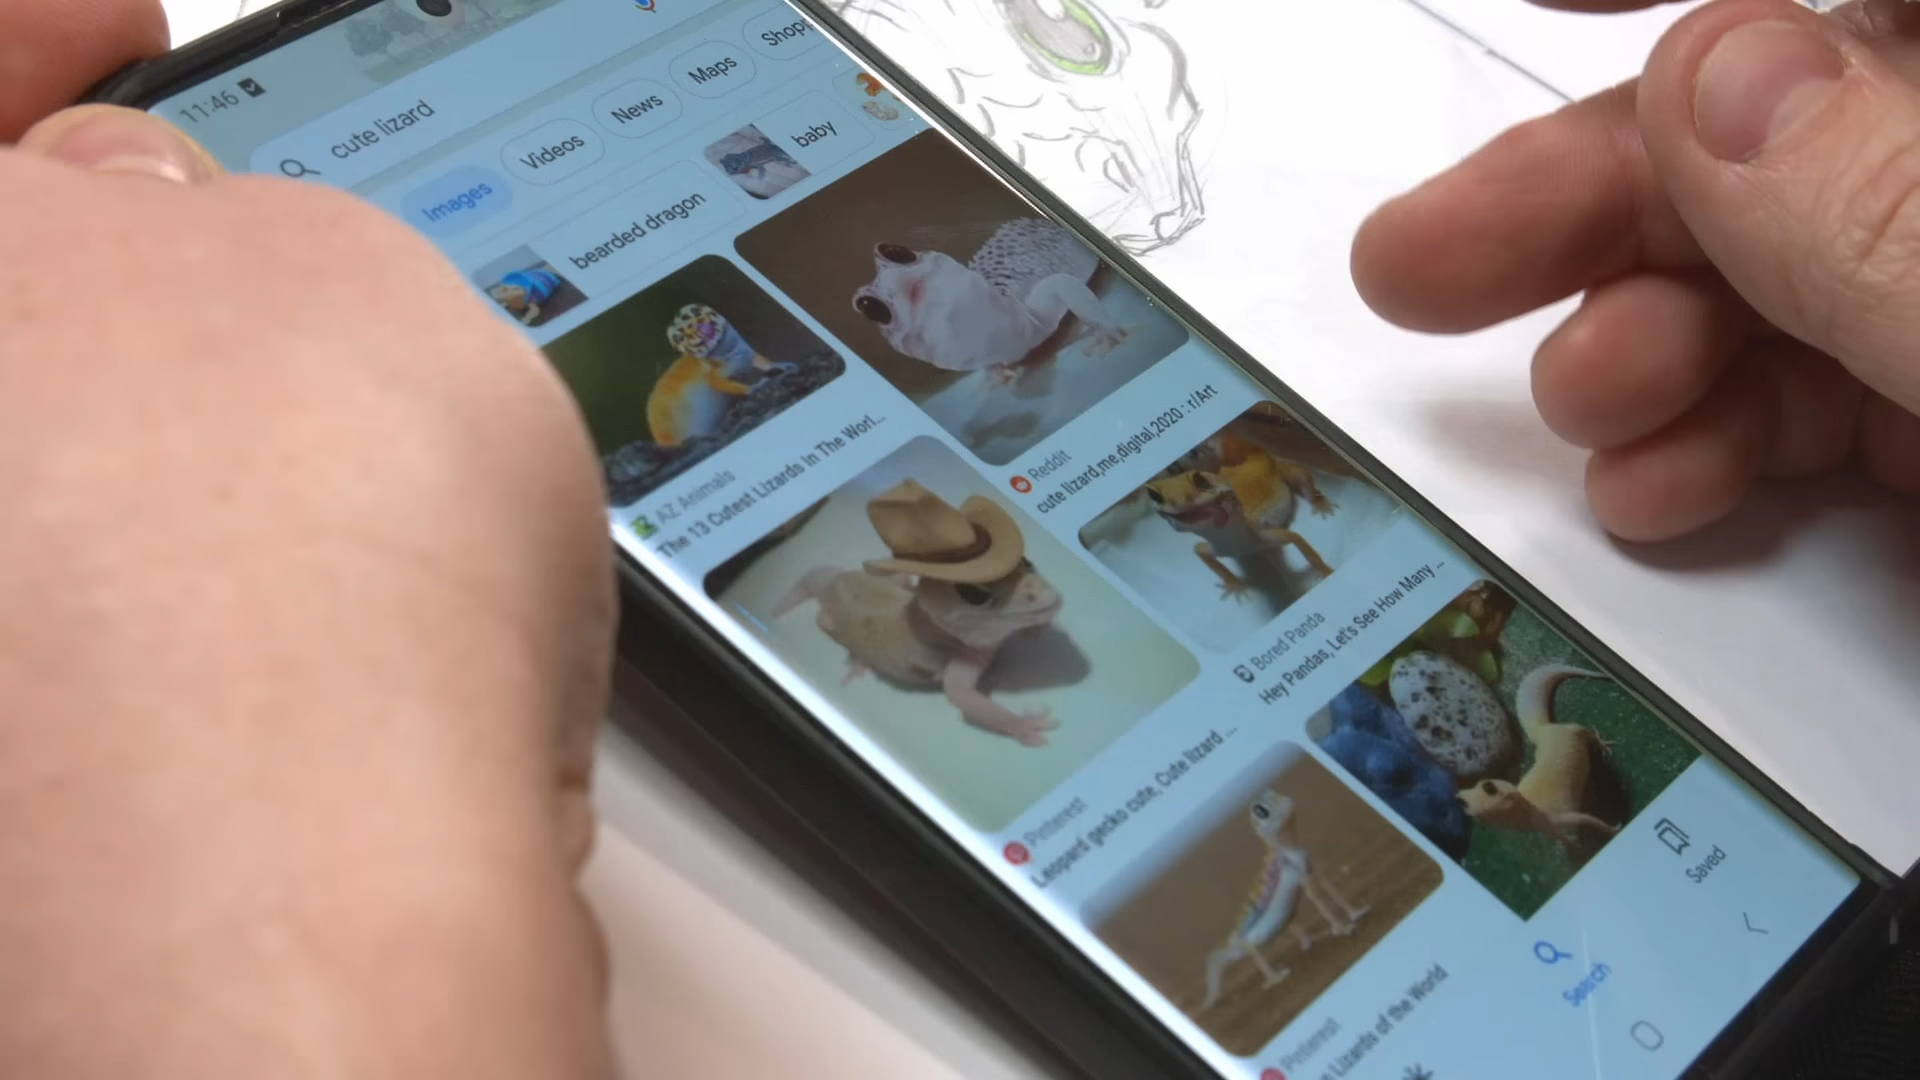 11:46
cute lizard
Images
Videos
News
Maps
Shopp
bearded dragon
baby
AZ Animals
The 13 Cutest Lizards in The Worl...
Reddit
cute lizard,me,digital,2020 : r/Art
Pinterest
Leopard gecko cute, Cute lizard ...
Bored Panda
Hey Pandas, Let's See How Many ...
Pinterest
Lizards of the World
Search
Saved